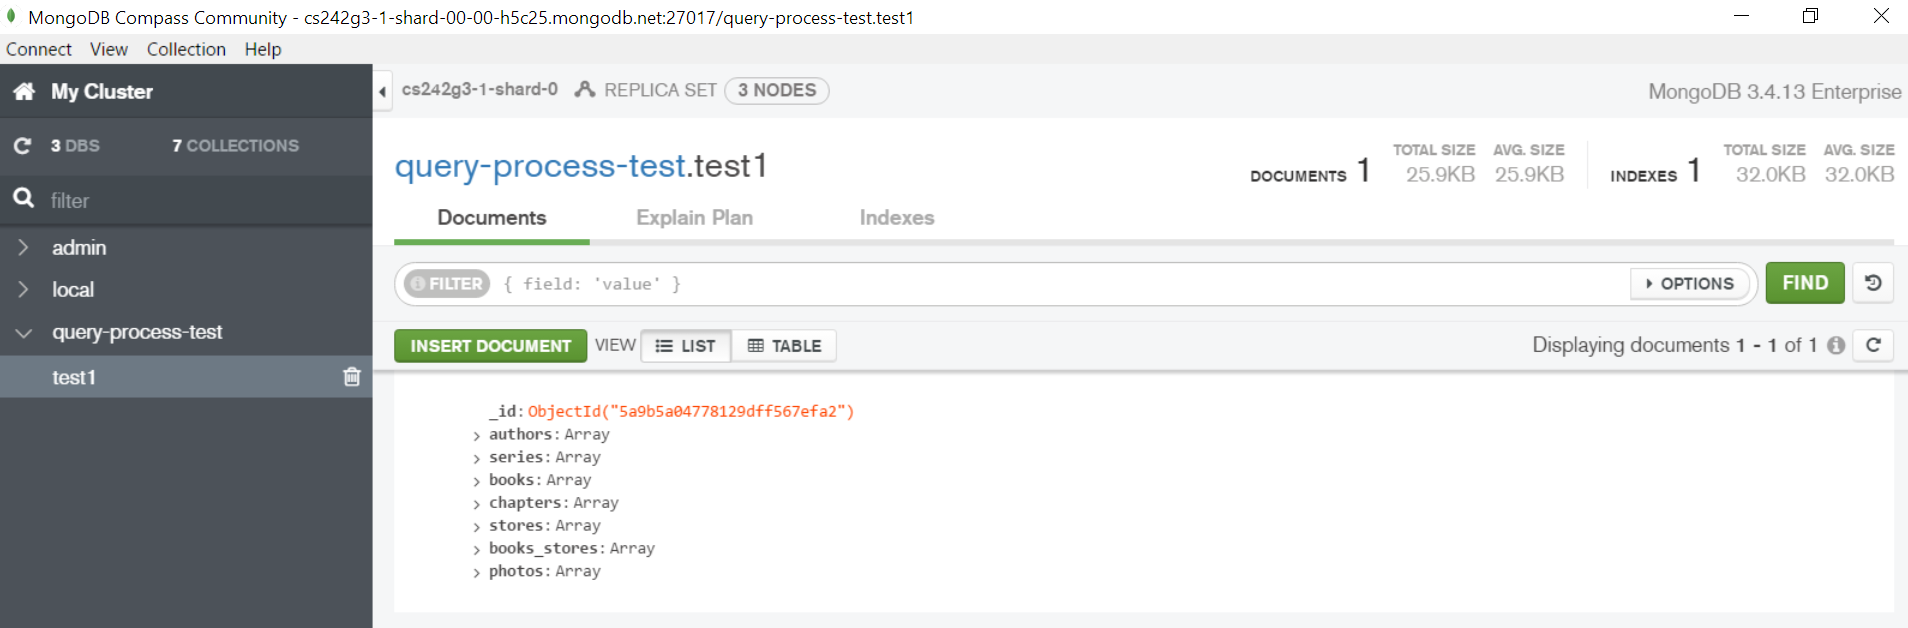 MongoDB Compass Community - cs242g3-1-shard-00-00-h5c25.mongodb.net:27017/query-process-test.test1
Connect View Collection Help
My Cluster
cs242g3-1-shard-0 REPLICA SET 3 NODES
MongoDB 3.4.13 Enterprise
3 DBS 7 COLLECTIONS
filter
admin
local
query-process-test
test1
query-process-test.test1
DOCUMENTS 1 TOTAL SIZE 25.9KB AVG. SIZE 25.9KB
INDEXES 1 TOTAL SIZE 32.0KB AVG. SIZE 32.0KB
Documents Explain Plan Indexes
FILTER { field: 'value' } OPTIONS FIND
INSERT DOCUMENT VIEW LIST TABLE Displaying documents 1 - 1 of 1
_id: ObjectId("5a9b5a04778129dff567efa2")
authors: Array
series: Array
books: Array
chapters: Array
stores: Array
books_stores: Array
photos: Array